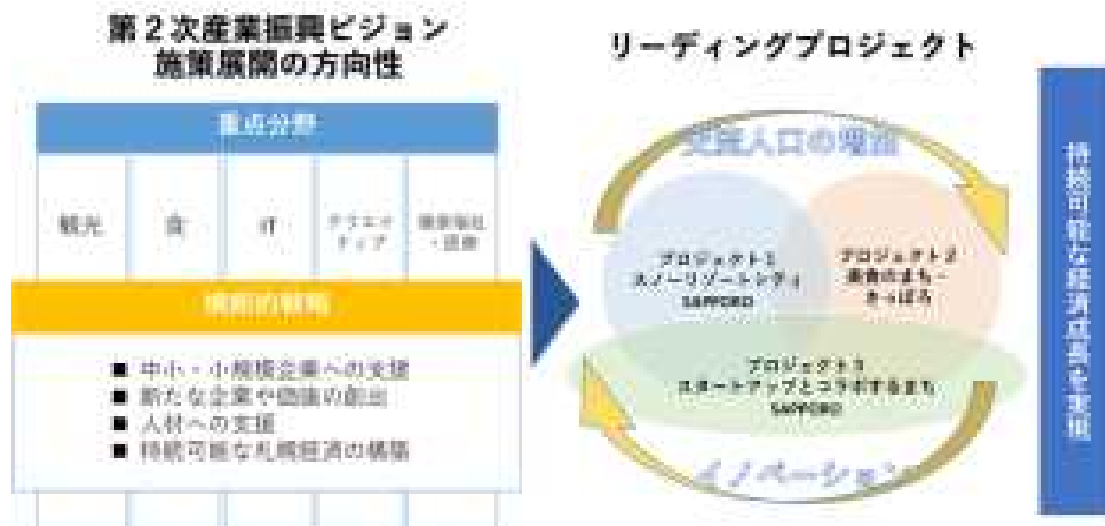 第２次産業振興ビジョン
施策展開の方向性
重点分野
観光
食
IT
クリエイ
ティブ
健康福祉
・医療
横断的戦略
■ 中小・小規模企業への支援
■ 新たな企業や価値の創出
■ 人材への支援
■ 持続可能な札幌経済の構築
リーディングプロジェクト
交流人口の増加
プロジェクト1
スノーリゾートシティ
SAPPORO
プロジェクト2
美食のまち・
さっぽろ
プロジェクト3
スタートアップとコラボするまち
SAPPORO
イノベーション
持続可能な経済成長を実現